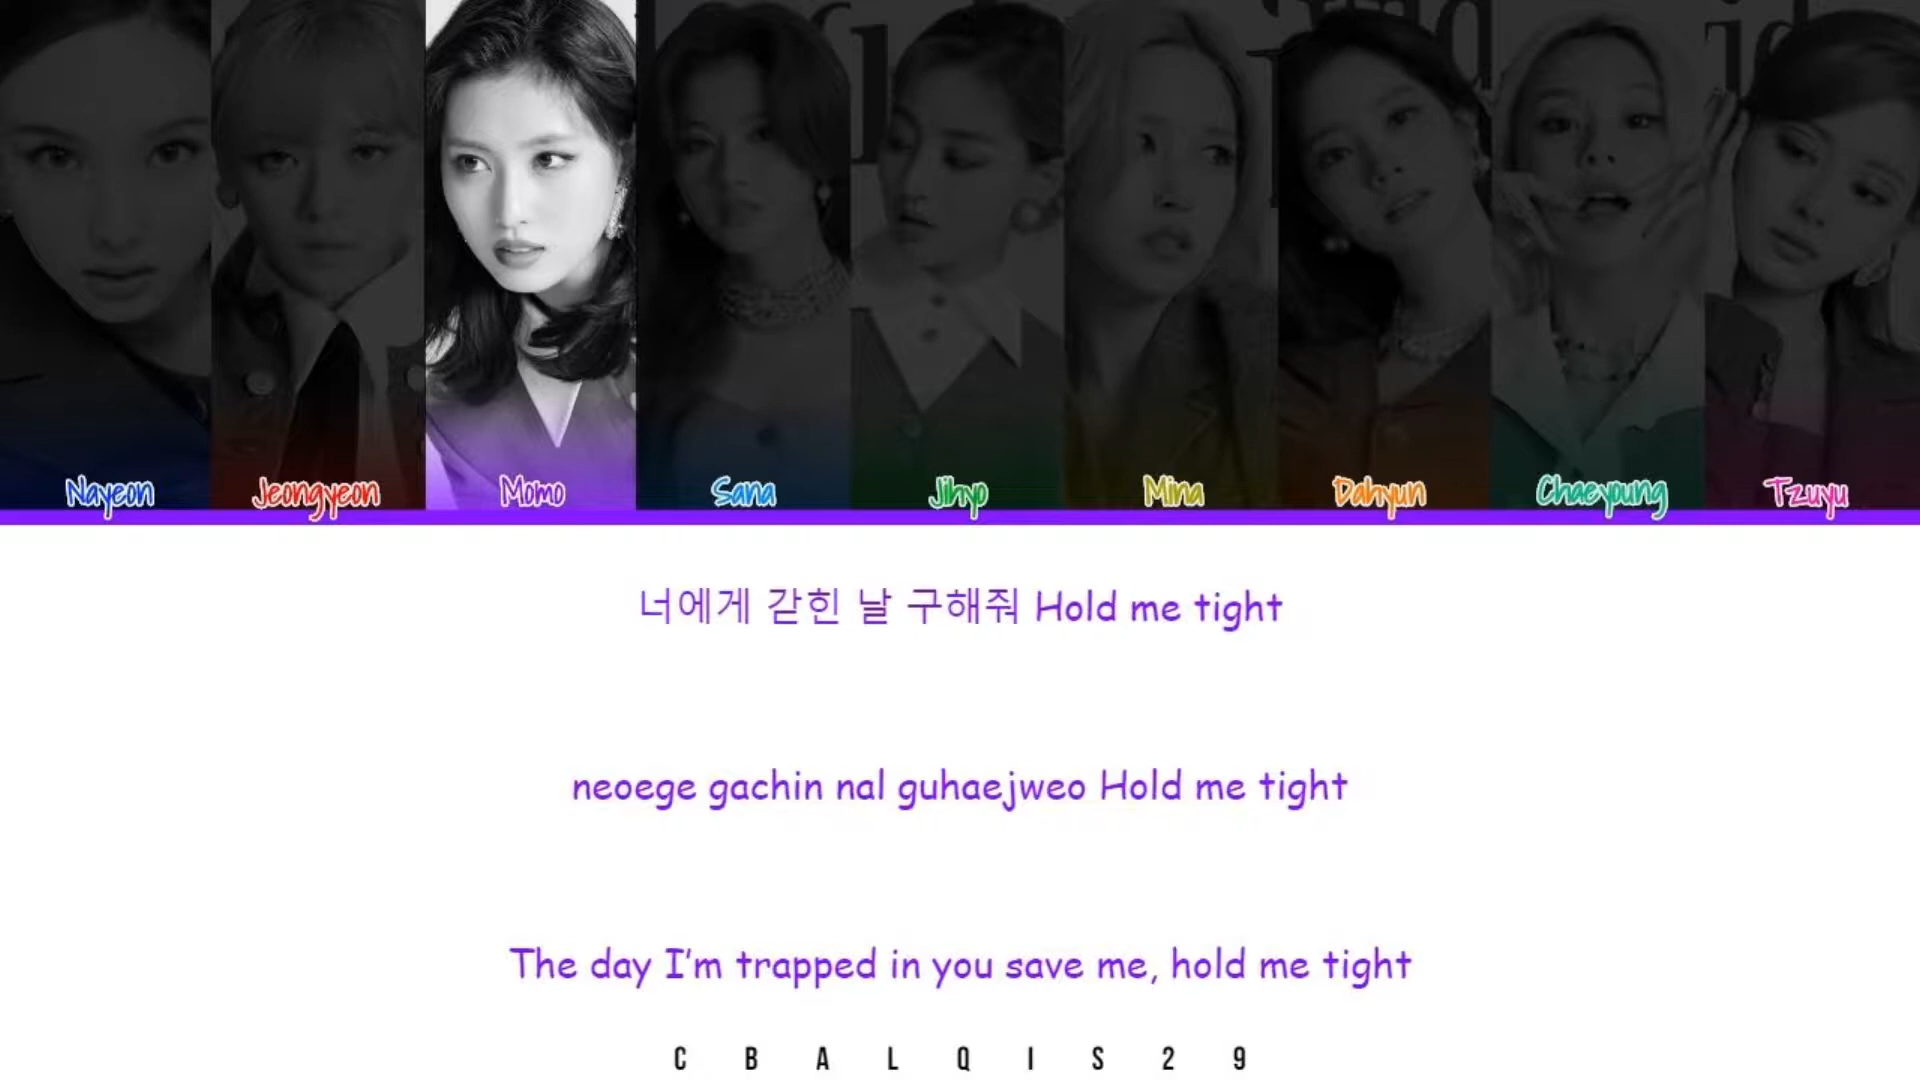 Nayeon Jeongyeon Momo Sana Jihyo Mina Dahyun Chaeyoung Tzuyu
너에게 갇힌 날 구해줘 Hold me tight
neoege gachin nal guhaejweo Hold me tight
The day I'm trapped in you save me, hold me tight
CBALQIS29